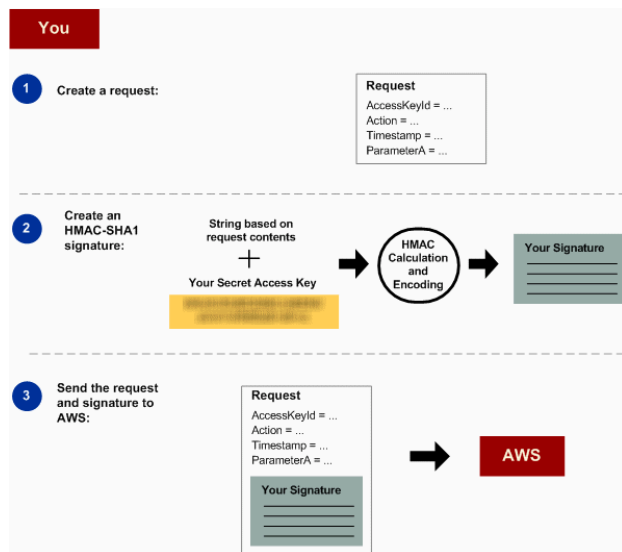 You
1
Create a request:
Request
AccessKeyId = ...
Action = ...
Timestamp = ...
ParameterA = ...
2
Create an
HMAC-SHA1
signature:
String based on
request contents
+
Your Secret Access Key
HMAC
Calculation
and
Encoding
Your Signature
3
Send the request
and signature to
AWS:
Request
AccessKeyId = ...
Action = ...
Timestamp = ...
ParameterA = ...
Your Signature
AWS